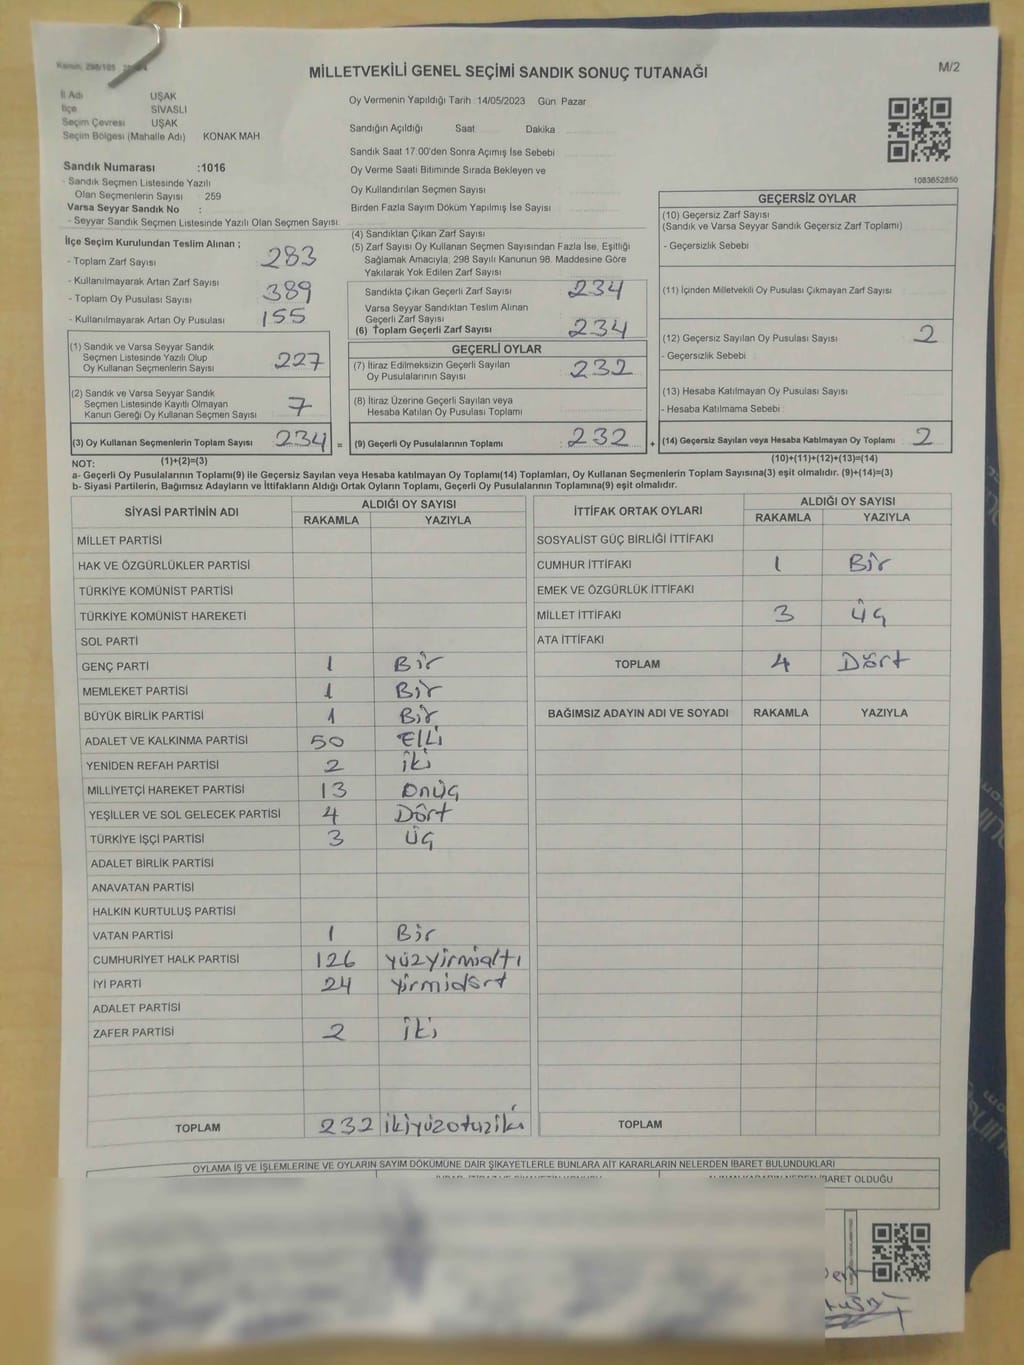 MİLLETVEKİLİ GENEL SEÇİMİ SANDIK SONUÇ TUTANAĞI
M/2
İl Adı UŞAK
İlçe SİVASLI
Seçim Çevresi UŞAK
Seçim Bölgesi (Mahalle Adı) KONAK MAH
Sandık Numarası :1016
- Sandık Seçmen Listesinde Yazılı
Olan Seçmenlerin Sayısı 259
Varsa Seyyar Sandık No :
- Seyyar Sandık Seçmen Listesinde Yazılı Olan Seçmen Sayısı
Oy Vermenin Yapıldığı Tarih :14/05/2023 Gün Pazar
Sandığın Açıldığı Saat Dakika
Sandık Saat 17:00'den Sonra Açımış İse Sebebi
Oy Verme Saati Bitiminde Sırada Bekleyen ve
Oy Kullandırılan Seçmen Sayısı
Birden Fazla Sayım Döküm Yapılmış İse Sayısı
1083652850
İlçe Seçim Kurulundan Teslim Alınan ;
- Toplam Zarf Sayısı 283
- Kullanılmayarak Artan Zarf Sayısı
- Toplam Oy Pusulası Sayısı 389
- Kullanılmayarak Artan Oy Pusulası 155
(1) Sandık ve Varsa Seyyar Sandık
Seçmen Listesinde Yazılı Olup
Oy Kullanan Seçmenlerin Sayısı 227
(2) Sandık ve Varsa Seyyar Sandık
Seçmen Listesinde Kayıtlı Olmayan
Kanun Gereği Oy Kullanan Seçmen Sayısı 7
(3) Oy Kullanan Seçmenlerin Toplam Sayısı 234 =
(4) Sandıktan Çıkan Zarf Sayısı
(5) Zarf Sayısı Oy Kullanan Seçmen Sayısından Fazla İse, Eşitliği
Sağlamak Amacıyla; 298 Sayılı Kanunun 98. Maddesine Göre
Yakılarak Yok Edilen Zarf Sayısı
Sandıkta Çıkan Geçerli Zarf Sayısı 234
Varsa Seyyar Sandıktan Teslim Alınan
Geçerli Zarf Sayısı
(6) Toplam Geçerli Zarf Sayısı 234
GEÇERLİ OYLAR
(7) İtiraz Edilmeksizin Geçerli Sayılan
Oy Pusulalarının Sayısı 232
(8) İtiraz Üzerine Geçerli Sayılan veya
Hesaba Katılan Oy Pusulası Toplamı
(9) Geçerli Oy Pusulalarının Toplamı 232 +
GEÇERSİZ OYLAR
(10) Geçersiz Zarf Sayısı
(Sandık ve Varsa Seyyar Sandık Geçersiz Zarf Toplamı)
- Geçersizlik Sebebi
(11) İçinden Milletvekili Oy Pusulası Çıkmayan Zarf Sayısı
(12) Geçersiz Sayılan Oy Pusulası Sayısı 2
- Geçersizlik Sebebi
(13) Hesaba Katılmayan Oy Pusulası Sayısı
- Hesaba Katılmama Sebebi
(14) Geçersiz Sayılan veya Hesaba Katılmayan Oy Toplamı 2
NOT: (1)+(2)=(3)
(10)+(11)+(12)+(13)=(14)
a- Geçerli Oy Pusulalarının Toplamı(9) ile Geçersiz Sayılan veya Hesaba katılmayan Oy Toplamı(14) Toplamları, Oy Kullanan Seçmenlerin Toplam Sayısına(3) eşit olmalıdır. (9)+(14)=(3)
b- Siyasi Partilerin, Bağımsız Adayların ve İttifakların Aldığı Ortak Oyların Toplamı, Geçerli Oy Pusulalarının Toplamına(9) eşit olmalıdır.
SİYASİ PARTİNİN ADI ALDIĞI OY SAYISI
RAKAMLA YAZIYLA
MİLLET PARTİSİ
HAK VE ÖZGÜRLÜKLER PARTİSİ
TÜRKİYE KOMÜNİST PARTİSİ
TÜRKİYE KOMÜNİST HAREKETİ
SOL PARTİ
GENÇ PARTİ 1 Bir
MEMLEKET PARTİSİ 1 Bir
BÜYÜK BİRLİK PARTİSİ 1 Bir
ADALET VE KALKINMA PARTİSİ 50 Elli
YENİDEN REFAH PARTİSİ 2 iki
MİLLİYETÇİ HAREKET PARTİSİ 13 onüç
YEŞİLLER VE SOL GELECEK PARTİSİ 4 Dört
TÜRKİYE İŞÇİ PARTİSİ 3 üç
ADALET BİRLİK PARTİSİ
ANAVATAN PARTİSİ
HALKIN KURTULUŞ PARTİSİ
VATAN PARTİSİ 1 Bir
CUMHURİYET HALK PARTİSİ 126 yüzyirmialtı
İYİ PARTİ 24 yirmidört
ADALET PARTİSİ
ZAFER PARTİSİ 2 iki
TOPLAM 232 ikiyüzotuziki
İTTİFAK ORTAK OYLARI ALDIĞI OY SAYISI
RAKAMLA YAZIYLA
SOSYALİST GÜÇ BİRLİĞİ İTTİFAKI
CUMHUR İTTİFAKI 1 Bir
EMEK VE ÖZGÜRLÜK İTTİFAKI
MİLLET İTTİFAKI 3 üç
ATA İTTİFAKI
TOPLAM 4 Dört
BAĞIMSIZ ADAYIN ADI VE SOYADI RAKAMLA YAZIYLA
TOPLAM
OYLAMA İŞ VE İŞLEMLERİNE VE OYLARIN SAYIM DÖKÜMÜNE DAİR ŞİKAYETLERLE BUNLARA AİT KARARLARIN NELERDEN İBARET BULUNDUKLARI